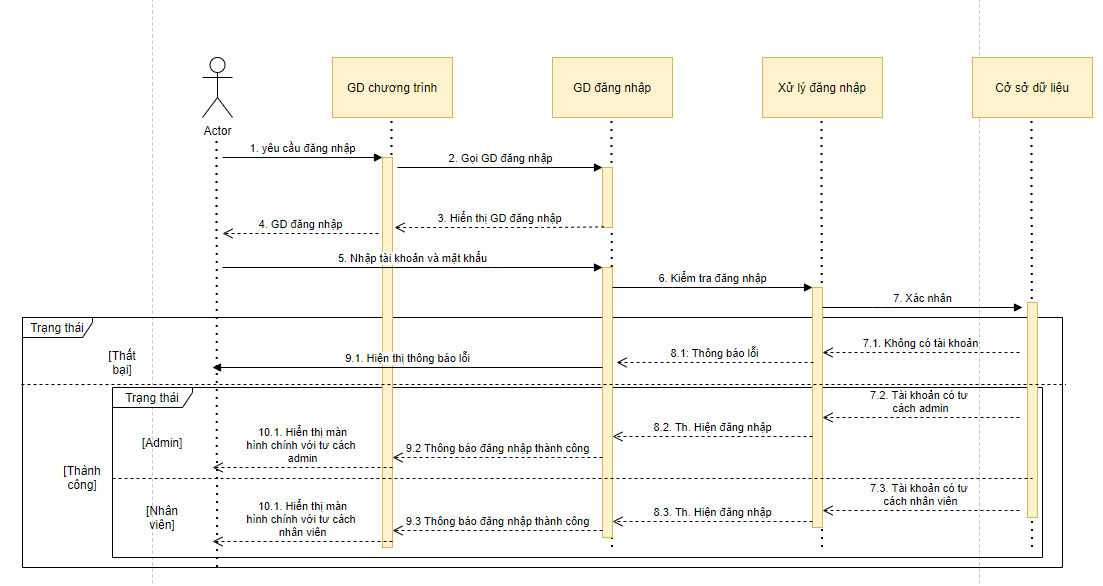 GD chương trình
GD đăng nhập
Xử lý đăng nhập
Cở sở dữ liệu
Actor
1. yêu cầu đăng nhập
2. Gọi GD đăng nhập
3. Hiển thị GD đăng nhập
4. GD đăng nhập
5. Nhập tài khoản và mật khẩu
6. Kiểm tra đăng nhập
7. Xác nhân
Trạng thái
[Thất
bại]
7.1. Không có tài khoản
8.1: Thông báo lỗi
9.1. Hiện thị thông báo lỗi
Trạng thái
7.2. Tài khoản có tư
cách admin
[Admin]
8.2. Th. Hiện đăng nhập
9.2 Thông báo đăng nhập thành công
10.1. Hiển thị màn
hình chính với tư cách
admin
[Thành
công]
7.3. Tài khoản có tư
cách nhân viên
[Nhân
viên]
8.3. Th. Hiện đăng nhập
9.3 Thông báo đăng nhập thành công
10.1. Hiển thị màn
hình chính với tư cách
nhân viên